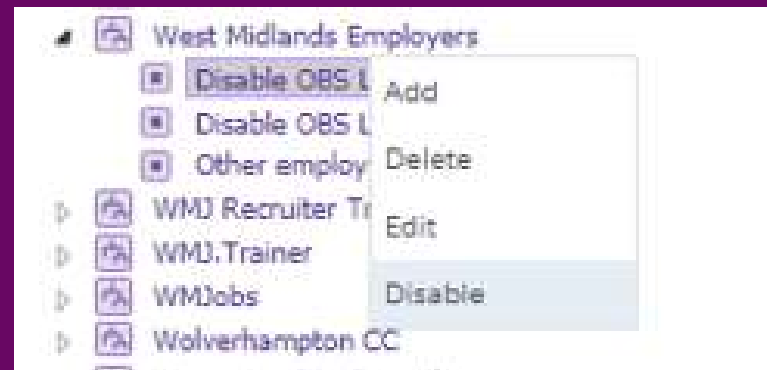 West Midlands Employers
Disable OBS L
Disable OBS L
Other employ
WMJ Recruiter Tr
WMJ.Trainer
WMJobs
Wolverhampton CC
Add
Delete
Edit
Disable